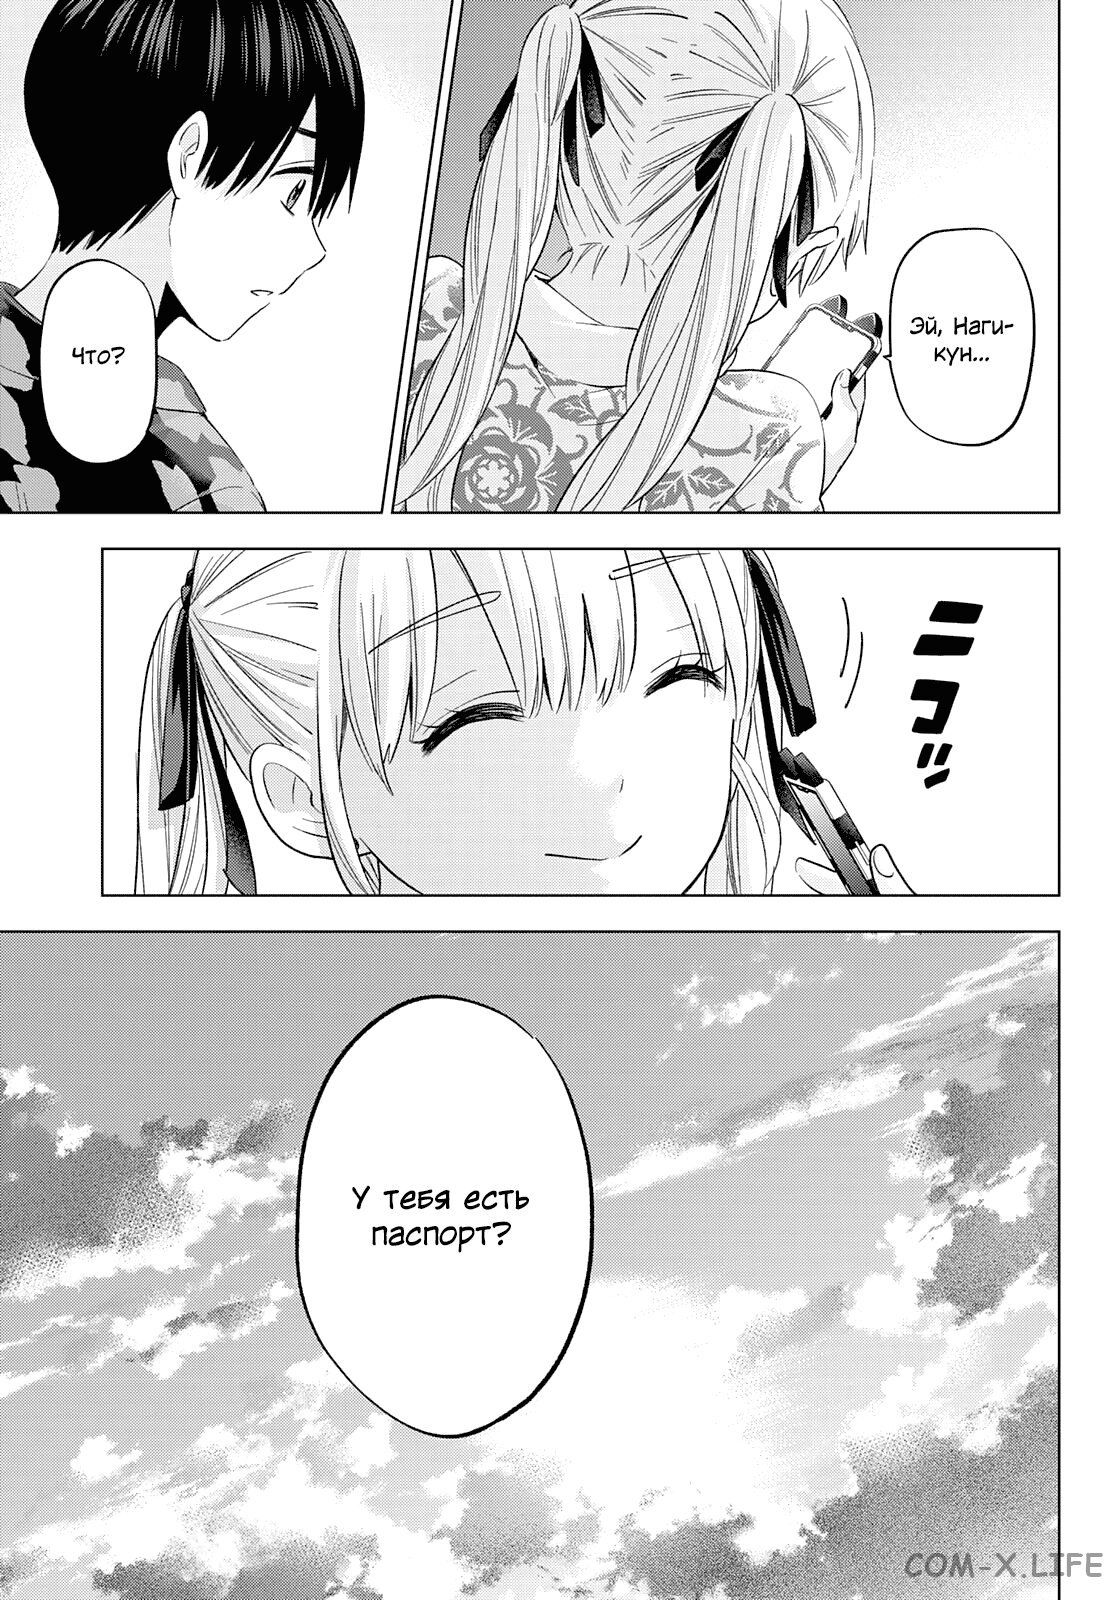 Эй, Наги-
кун...
Что?
ニコッ
У тебя есть
паспорт?
COM-X.LIFE